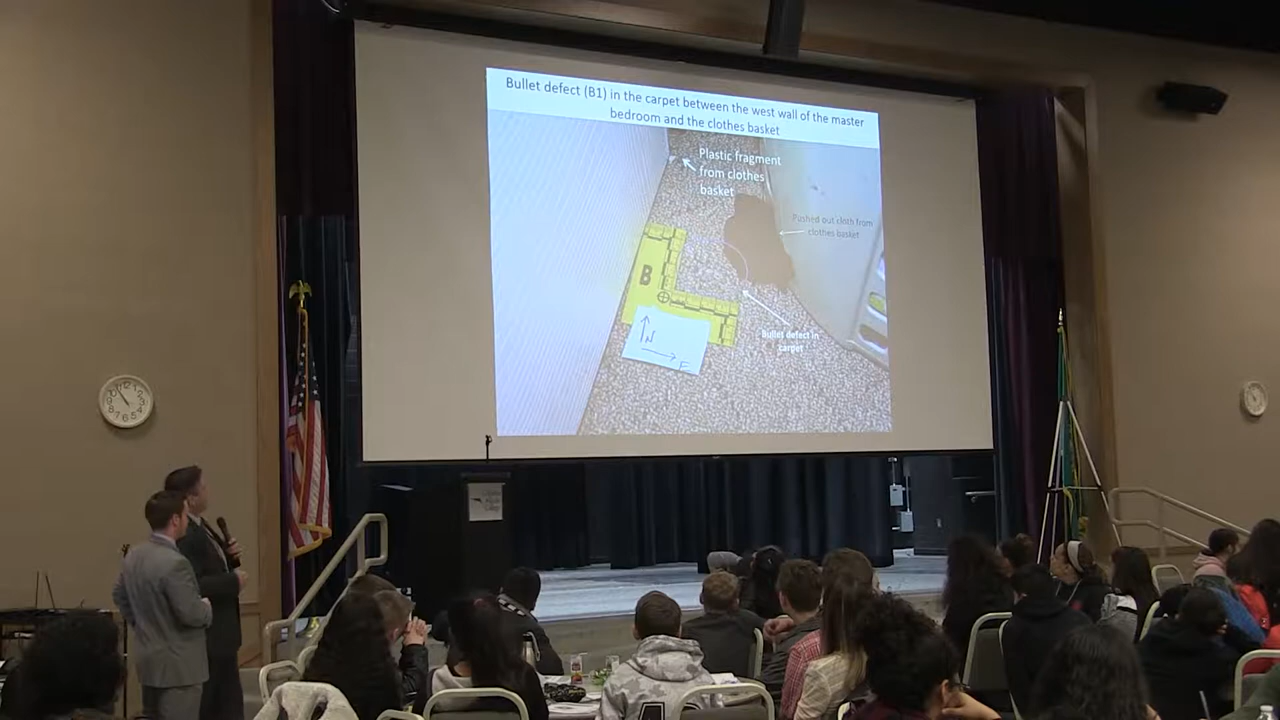 Bullet defect (B1) in the carpet between the west wall of the master
bedroom and the clothes basket
Plastic fragment
from clothes
basket
Pushed out cloth from
clothes basket
B
N
E
Bullet defect in
carpet